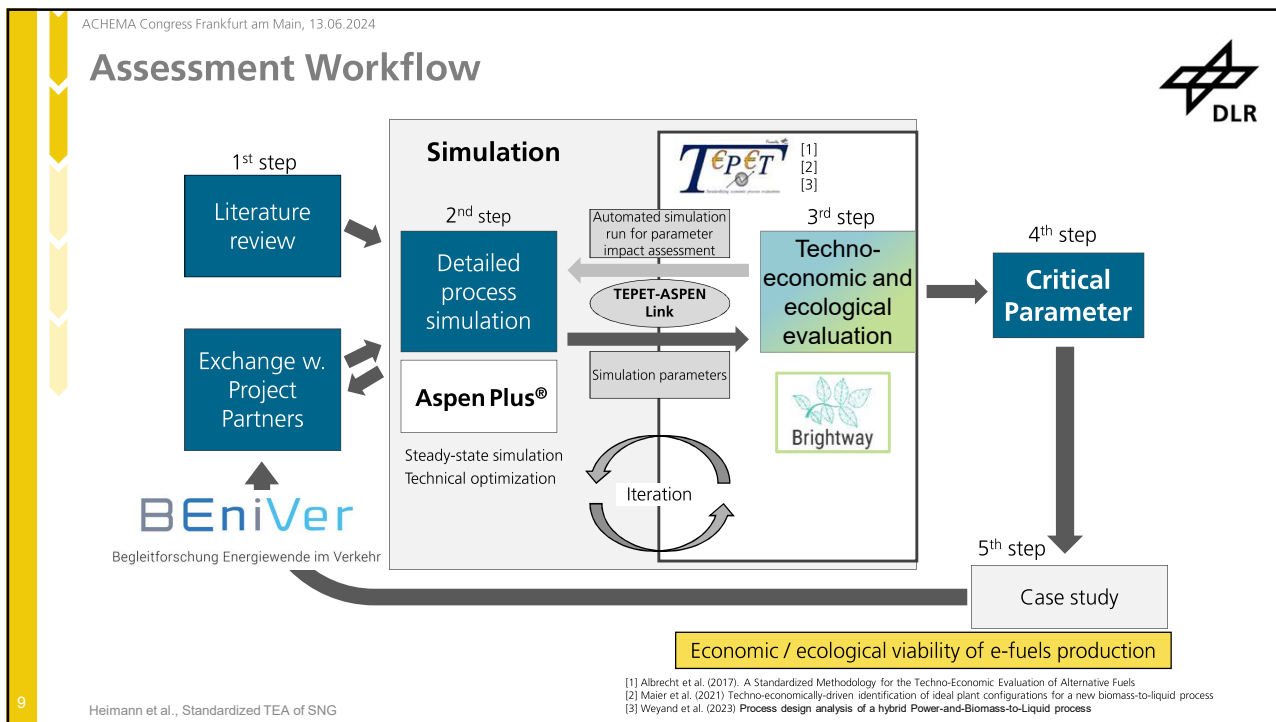 ACHEMA Congress Frankfurt am Main, 13.06.2024
Assessment Workflow
DLR
1st step
Literature
review
Exchange w.
Project
Partners
BEniVer
Begleitforschung Energiewende im Verkehr
Simulation
2nd step
Detailed
process
simulation
Aspen Plus®
Steady-state simulation
Technical optimization
Automated simulation
run for parameter
impact assessment
TEPET-ASPEN
Link
Simulation parameters
Iteration
T€P€T
[1]
[2]
[3]
3rd step
Techno-
economic and
ecological
evaluation
Brightway
4th step
Critical
Parameter
5th step
Case study
Economic / ecological viability of e-fuels production
[1] Albrecht et al. (2017). A Standardized Methodology for the Techno-Economic Evaluation of Alternative Fuels
[2] Maier et al. (2021) Techno-economically-driven identification of ideal plant configurations for a new biomass-to-liquid process
[3] Weyand et al. (2023) Process design analysis of a hybrid Power-and-Biomass-to-Liquid process
9
Heimann et al., Standardized TEA of SNG